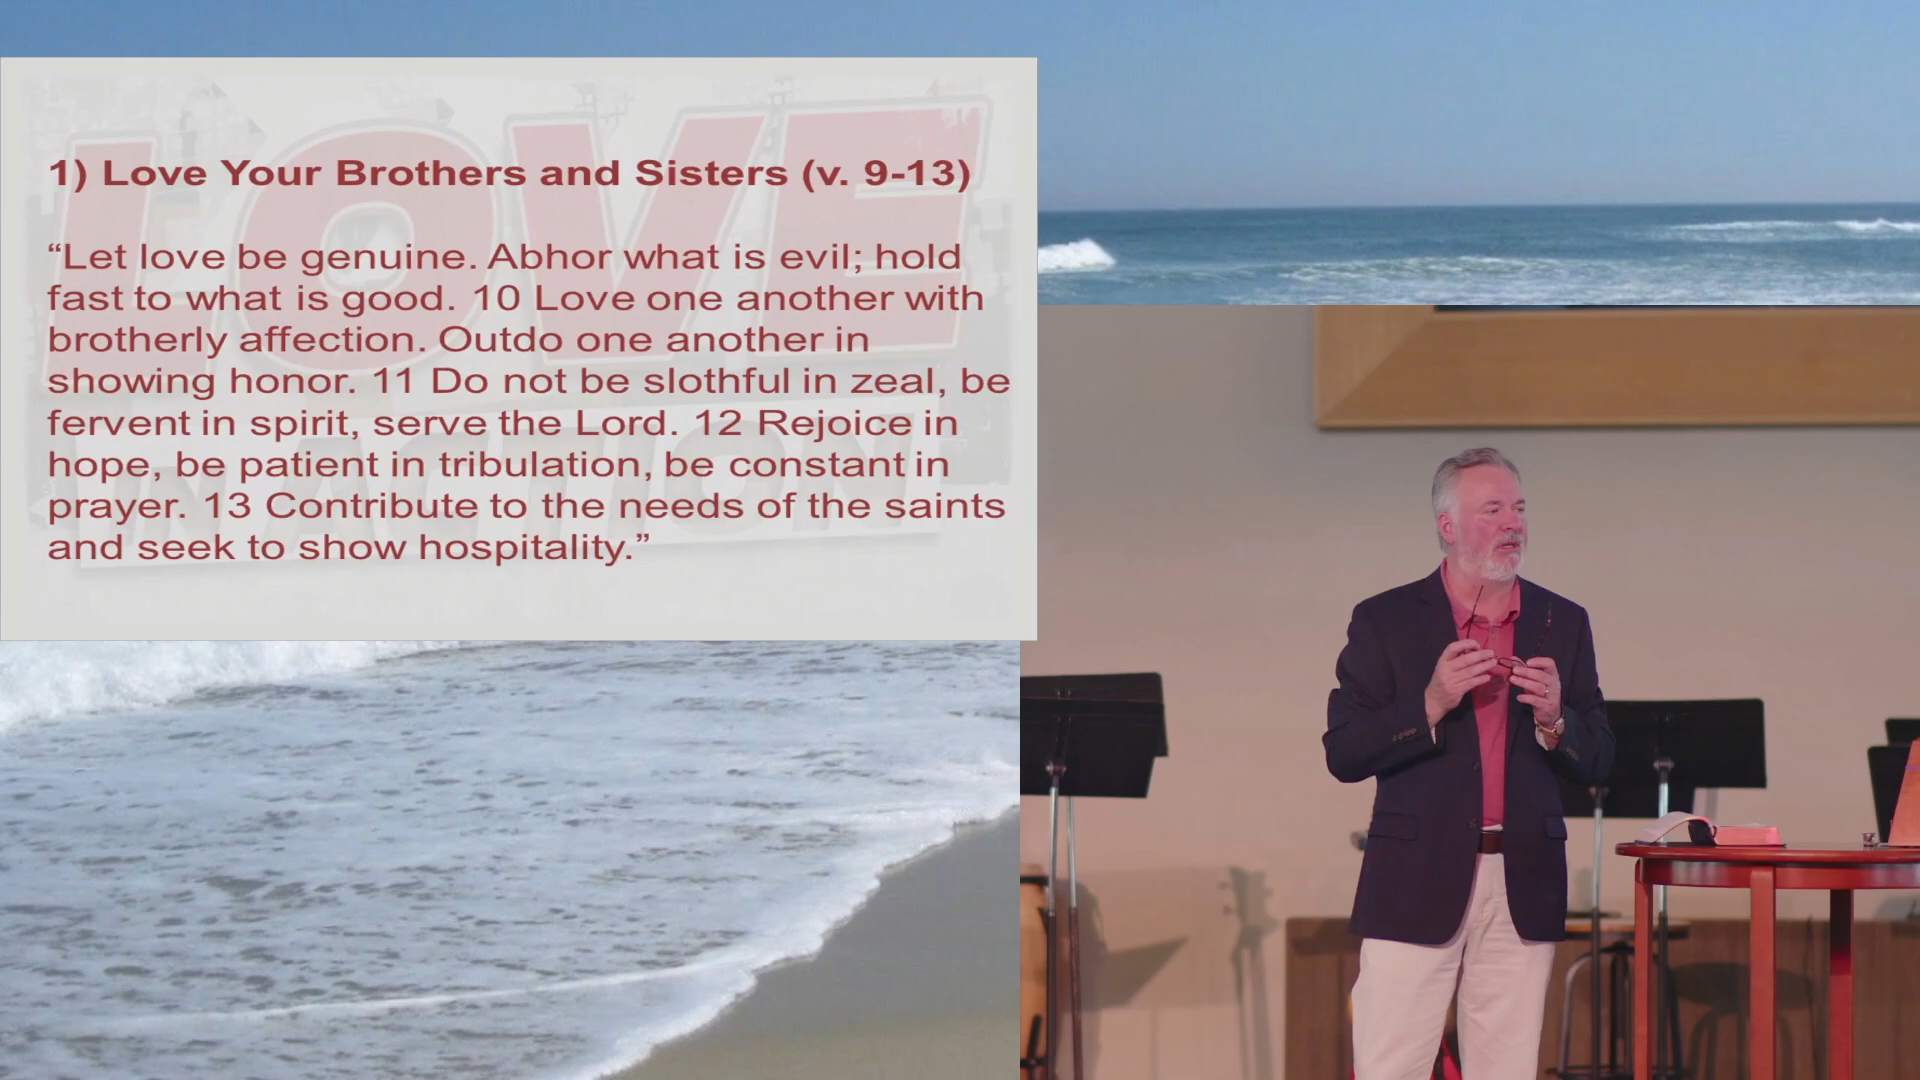 LOVE
IN ACTION
1) Love Your Brothers and Sisters (v. 9-13)
“Let love be genuine. Abhor what is evil; hold
fast to what is good. 10 Love one another with
brotherly affection. Outdo one another in
showing honor. 11 Do not be slothful in zeal, be
fervent in spirit, serve the Lord. 12 Rejoice in
hope, be patient in tribulation, be constant in
prayer. 13 Contribute to the needs of the saints
and seek to show hospitality.”